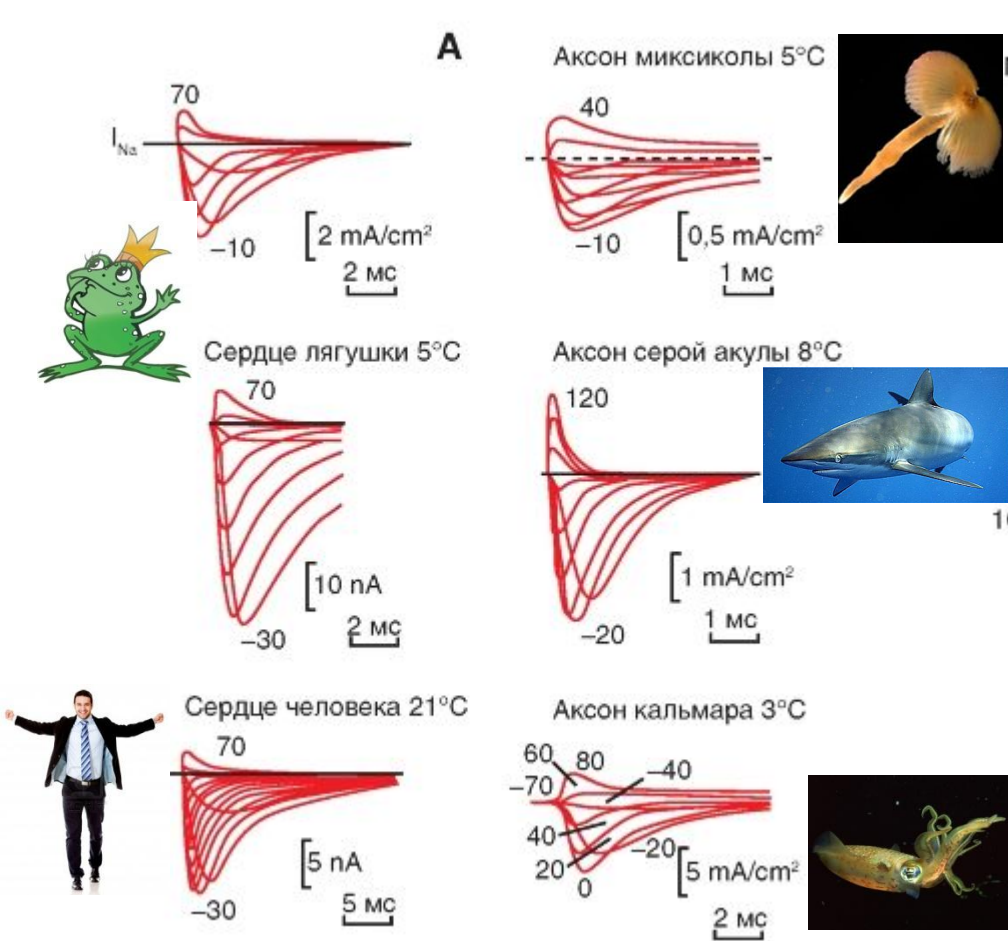 А
70
I Na
–10
2 mA/cm²
2 мс
Аксон миксиколы 5°C
40
–10
0,5 mA/cm²
1 мс
Сердце лягушки 5°C
70
10 nA
–30
2 мс
Аксон серой акулы 8°C
120
1 mA/cm²
–20
1 мс
Сердце человека 21°C
70
5 nA
–30
5 мс
Аксон кальмара 3°C
60
80
–40
–70
40
20
0
–20
5 mA/cm²
2 мс